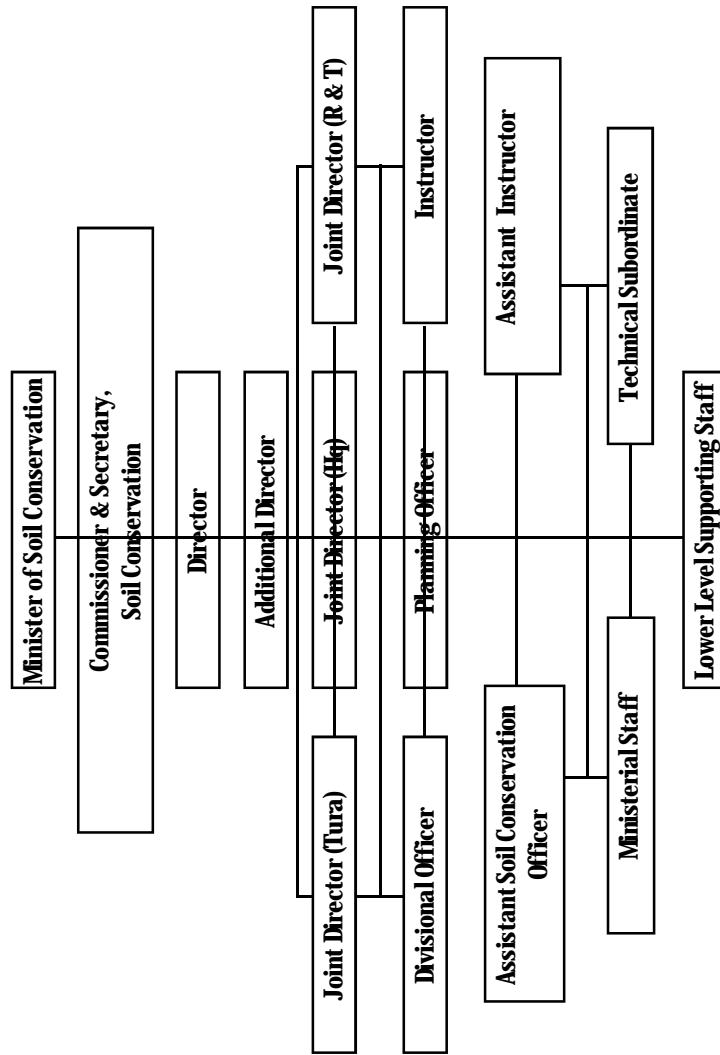 Minister of Soil Conservation
Commissioner & Secretary,
Soil Conservation
Director
Additional Director
Joint Director (Tura)
Joint Director (Hq)
Joint Director (R & T)
Divisional Officer
Planning Officer
Instructor
Assistant Soil Conservation
Officer
Assistant Instructor
Ministerial Staff
Technical Subordinate
Lower Level Supporting Staff